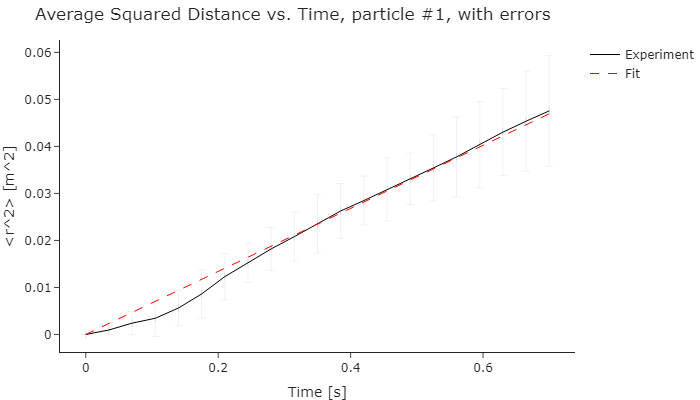 Average Squared Distance vs. Time, particle #1, with errors
0.06
0.05
0.04
0.03
0.02
0.01
0
<r^2> [m^2]
0
0.2
0.4
0.6
Time [s]
Experiment
Fit